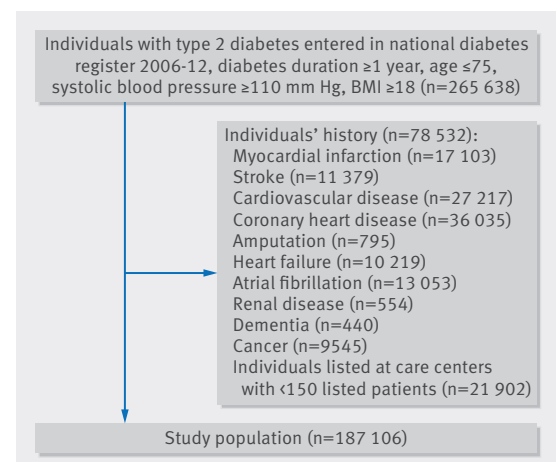 Individuals with type 2 diabetes entered in national diabetes
register 2006-12, diabetes duration ≥1 year, age ≤75,
systolic blood pressure ≥110 mm Hg, BMI ≥18 (n=265 638)
Individuals' history (n=78 532):
Myocardial infarction (n=17 103)
Stroke (n=11 379)
Cardiovascular disease (n=27 217)
Coronary heart disease (n=36 035)
Amputation (n=795)
Heart failure (n=10 219)
Atrial fibrillation (n=13 053)
Renal disease (n=554)
Dementia (n=440)
Cancer (n=9545)
Individuals listed at care centers
with <150 listed patients (n=21 902)
Study population (n=187 106)